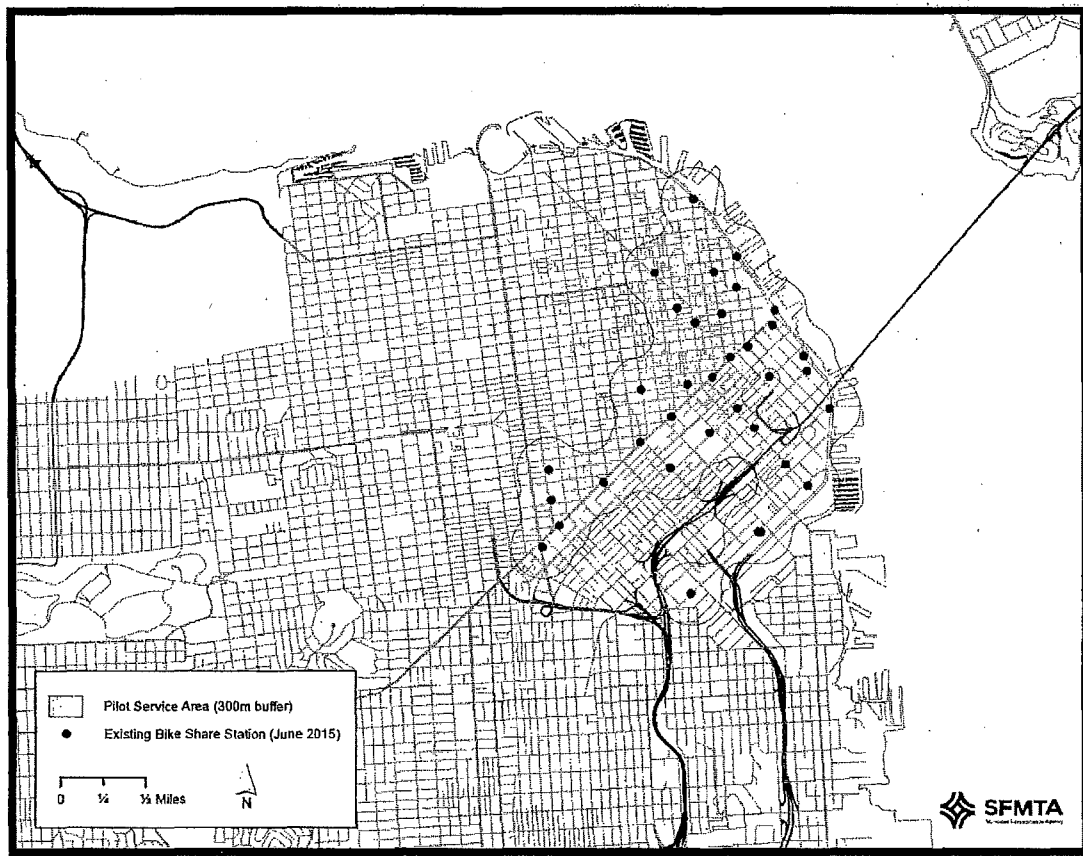 Pilot Service Area (300m buffer)
Existing Bike Share Station (June 2015)
0 ¼ ½ Miles
N
SFMTA